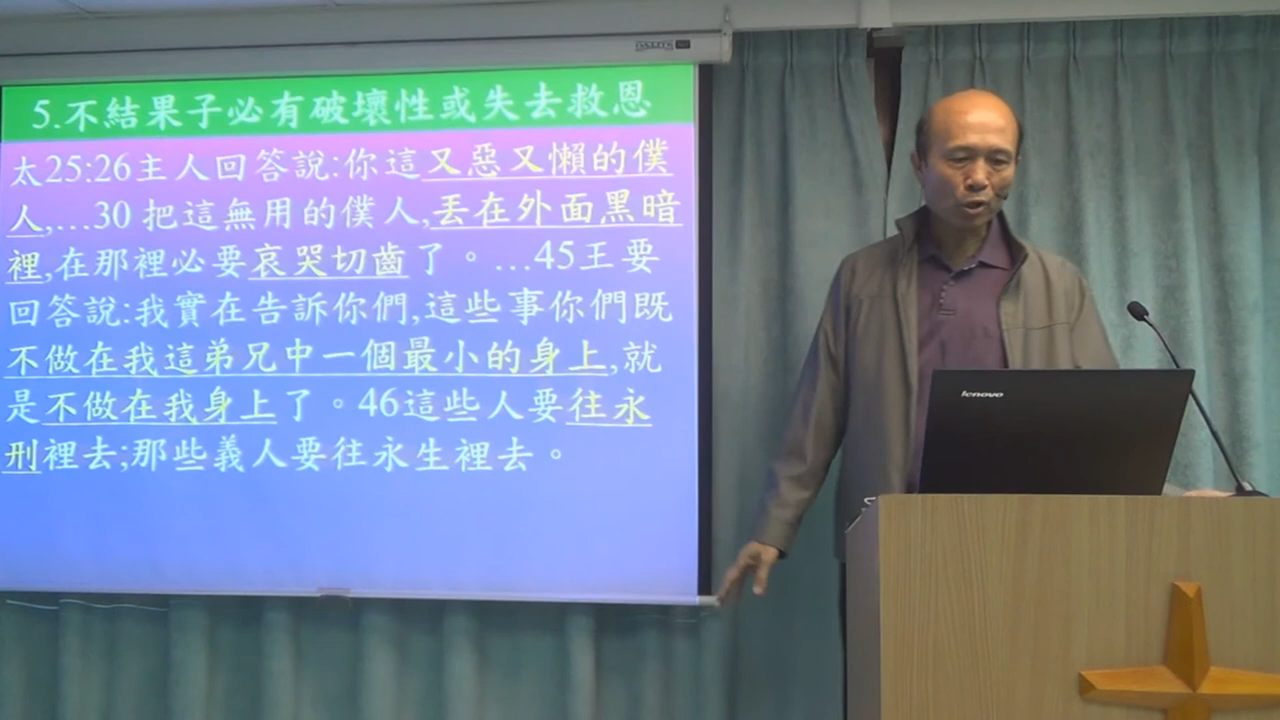 5.不結果子必有破壞性或失去救恩
太25:26主人回答說:你這又惡又懶的僕
人,…30 把這無用的僕人,丟在外面黑暗
裡,在那裡必要哀哭切齒了。…45王要
回答說:我實在告訴你們,這些事你們既
不做在我這弟兄中一個最小的身上,就
是不做在我身上了。46這些人要往永
刑裡去;那些義人要往永生裡去。
lenovo